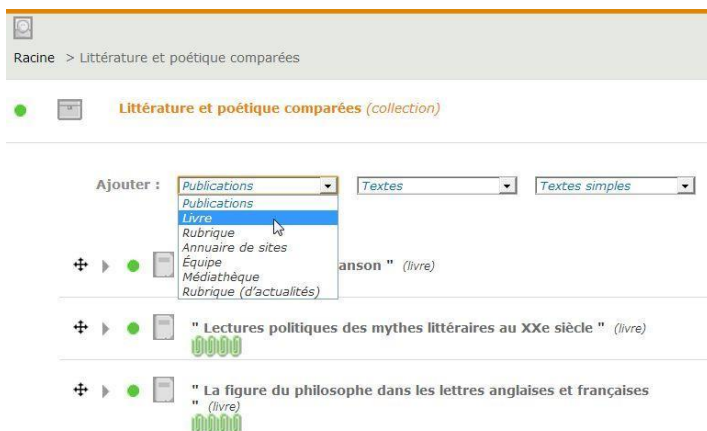 Racine > Littérature et poétique comparées
Littérature et poétique comparées (collection)
Ajouter : Publications Textes Textes simples
Publications
Livre
Rubrique
Annuaire de sites
Équipe
anson " (livre)
Médiathèque
Rubrique (d'actualités)
" Lectures politiques des mythes littéraires au XXe siècle " (livre)
" La figure du philosophe dans les lettres anglaises et françaises
" (livre)